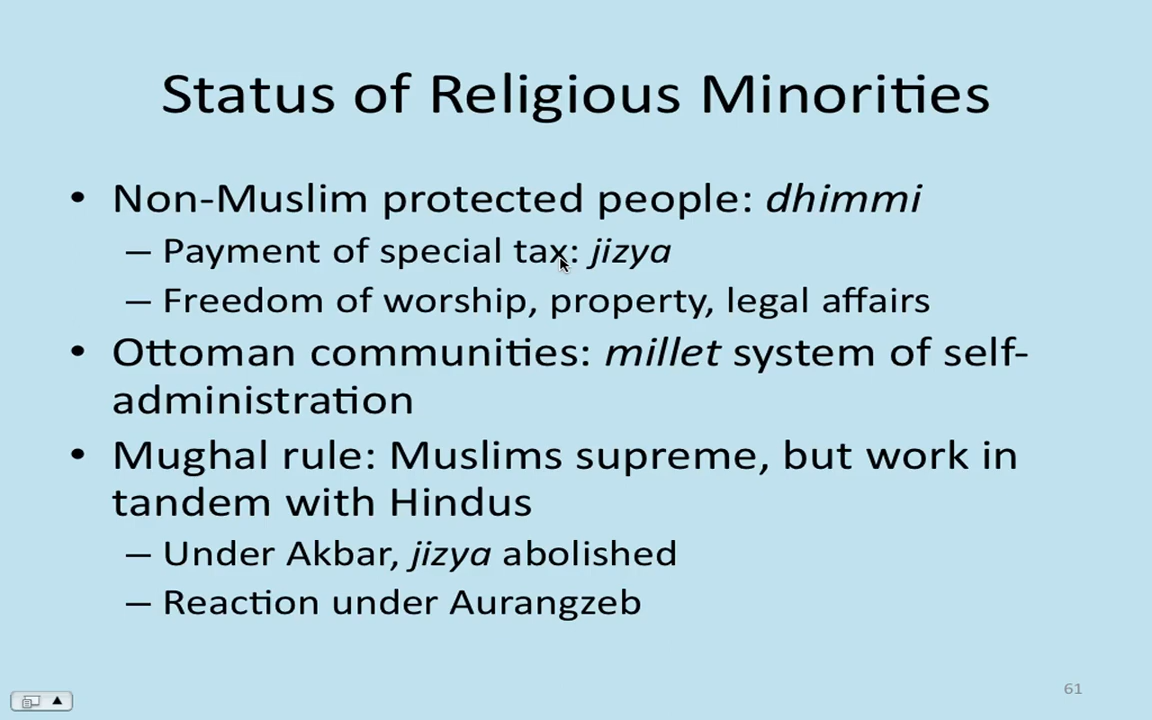 Status of Religious Minorities
• Non-Muslim protected people: dhimmi
– Payment of special tax: jizya
– Freedom of worship, property, legal affairs
• Ottoman communities: millet system of self-
administration
• Mughal rule: Muslims supreme, but work in
tandem with Hindus
– Under Akbar, jizya abolished
– Reaction under Aurangzeb
61